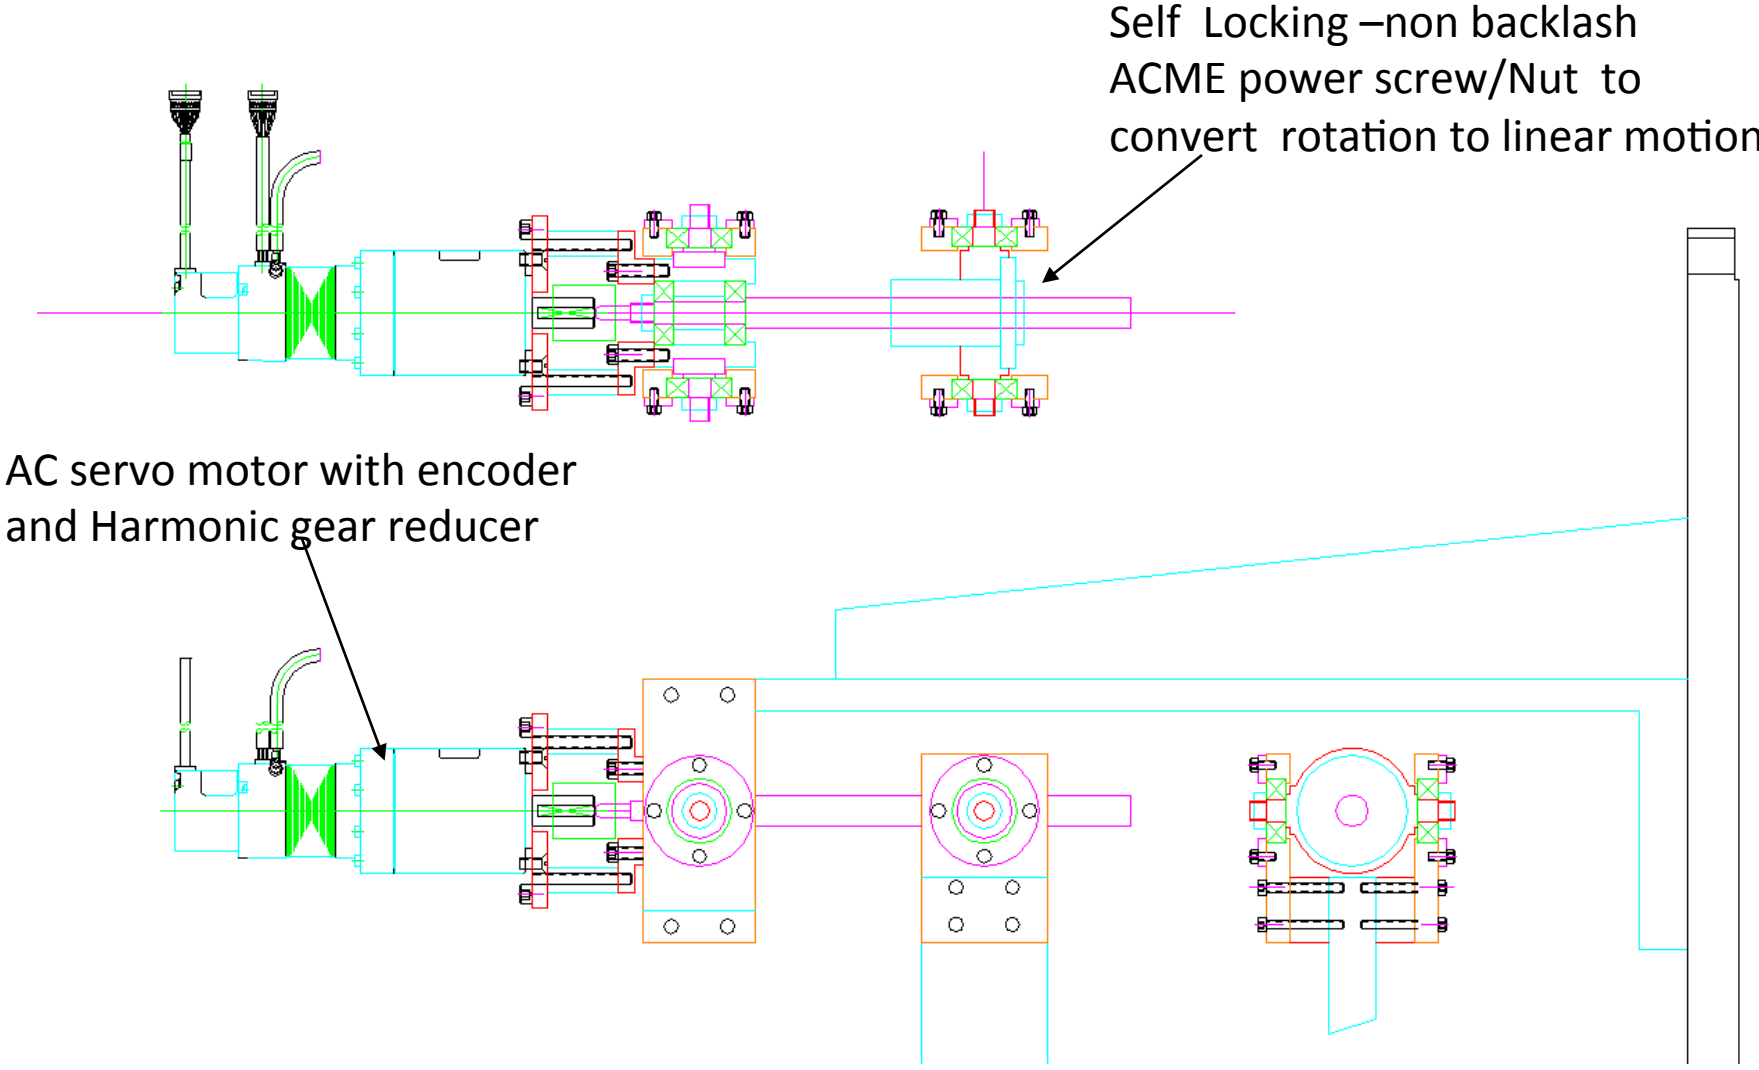 Self Locking –non backlash
ACME power screw/Nut to
convert rotation to linear motion
AC servo motor with encoder
and Harmonic gear reducer